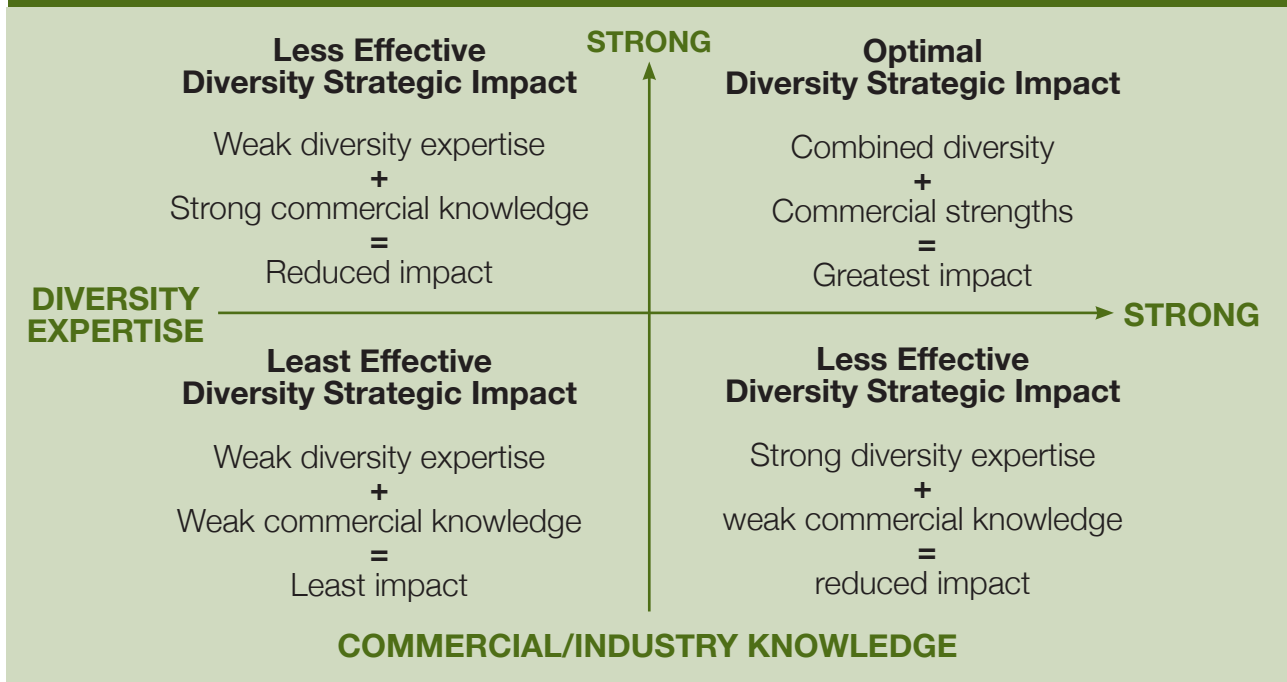 STRONG
Less Effective
Diversity Strategic Impact
Weak diversity expertise
+
Strong commercial knowledge
=
Reduced impact
Optimal
Diversity Strategic Impact
Combined diversity
+
Commercial strengths
=
Greatest impact
DIVERSITY
EXPERTISE
STRONG
Least Effective
Diversity Strategic Impact
Weak diversity expertise
+
Weak commercial knowledge
=
Least impact
Less Effective
Diversity Strategic Impact
Strong diversity expertise
+
weak commercial knowledge
=
reduced impact
COMMERCIAL/INDUSTRY KNOWLEDGE